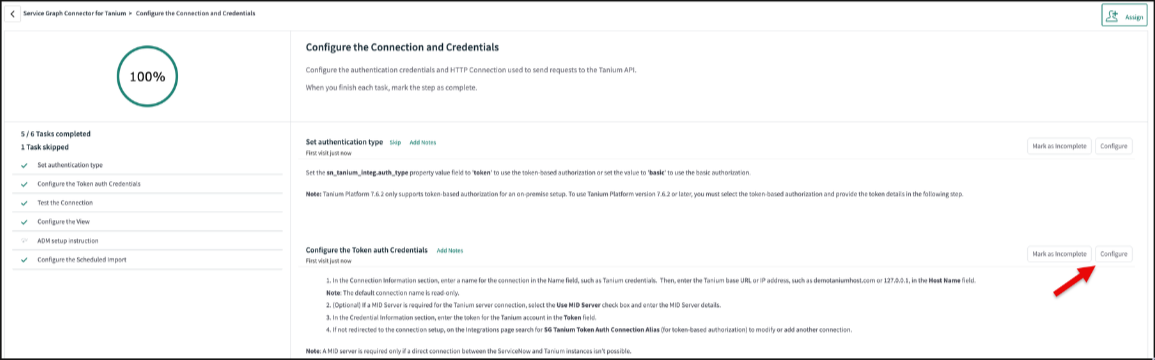 Service Graph Connector for Tanium > Configure the Connection and Credentials
Assign
100%
5 / 6 Tasks completed
1 Task skipped
Set authentication type
Configure the Token auth Credentials
Test the Connection
Configure the View
ADM setup instruction
Configure the Scheduled import
Configure the Connection and Credentials
Configure the authentication credentials and HTTP Connection used to send requests to the Tanium API.
When you finish each task, mark the step as complete.
Set authentication type Skip Add Notes
First visit just now
Mark as Incomplete Configure
Set the sn_tanium_integ.auth_type property value field to 'token' to use the token-based authorization or set the value to 'basic' to use the basic authorization.
Note: Tanium Platform 7.6.2 only supports token-based authorization for an on-premise setup. To use Tanium Platform version 7.6.2 or later, you must select the token-based authorization and provide the token details in the following step.
Configure the Token auth Credentials Add Notes
First visit just now
Mark as Incomplete Configure
1. In the Connection Information section, enter a name for the connection in the Name field, such as Tanium credentials. Then, enter the Tanium base URL or IP address, such as demotaniumhost.com or 127.0.0.1, in the Host Name field.
Note: The default connection name is read-only.
2. (Optional) If a MID Server is required for the Tanium server connection, select the Use MID Server check box and enter the MID Server details.
3. In the Credential Information section, enter the token for the Tanium account in the Token field.
4. If not redirected to the connection setup, on the Integrations page search for SG Tanium Token Auth Connection Alias (for token-based authorization) to modify or add another connection.
Note: A MID server is required only if a direct connection between the ServiceNow and Tanium instances isn't possible.